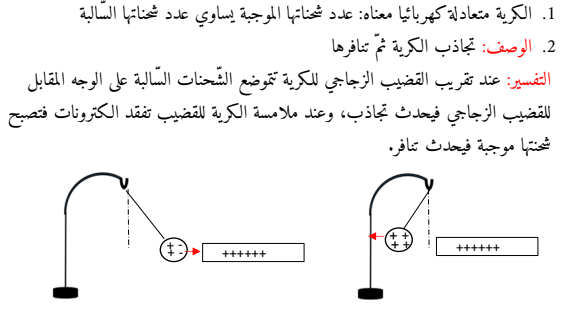 1. الكرية متعادلة كهربائيا معناه: عدد شحناتها الموجبة يساوي عدد شحناتها السّالبة
2. الوصف: تجاذب الكرية ثمّ تنافرها
التفسير: عند تقريب القضيب الزجاجي للكرية تتموضع الشّحنات السّالبة على الوجه المقابل
للقضيب الزجاجي فيحدث تجاذب، وعند ملامسة الكرية للقضيب تفقد الكترونات فتصبح
شحنتها موجبة فيحدث تنافر.
+ -
+ -
++++++
+ +
+ +
++++++